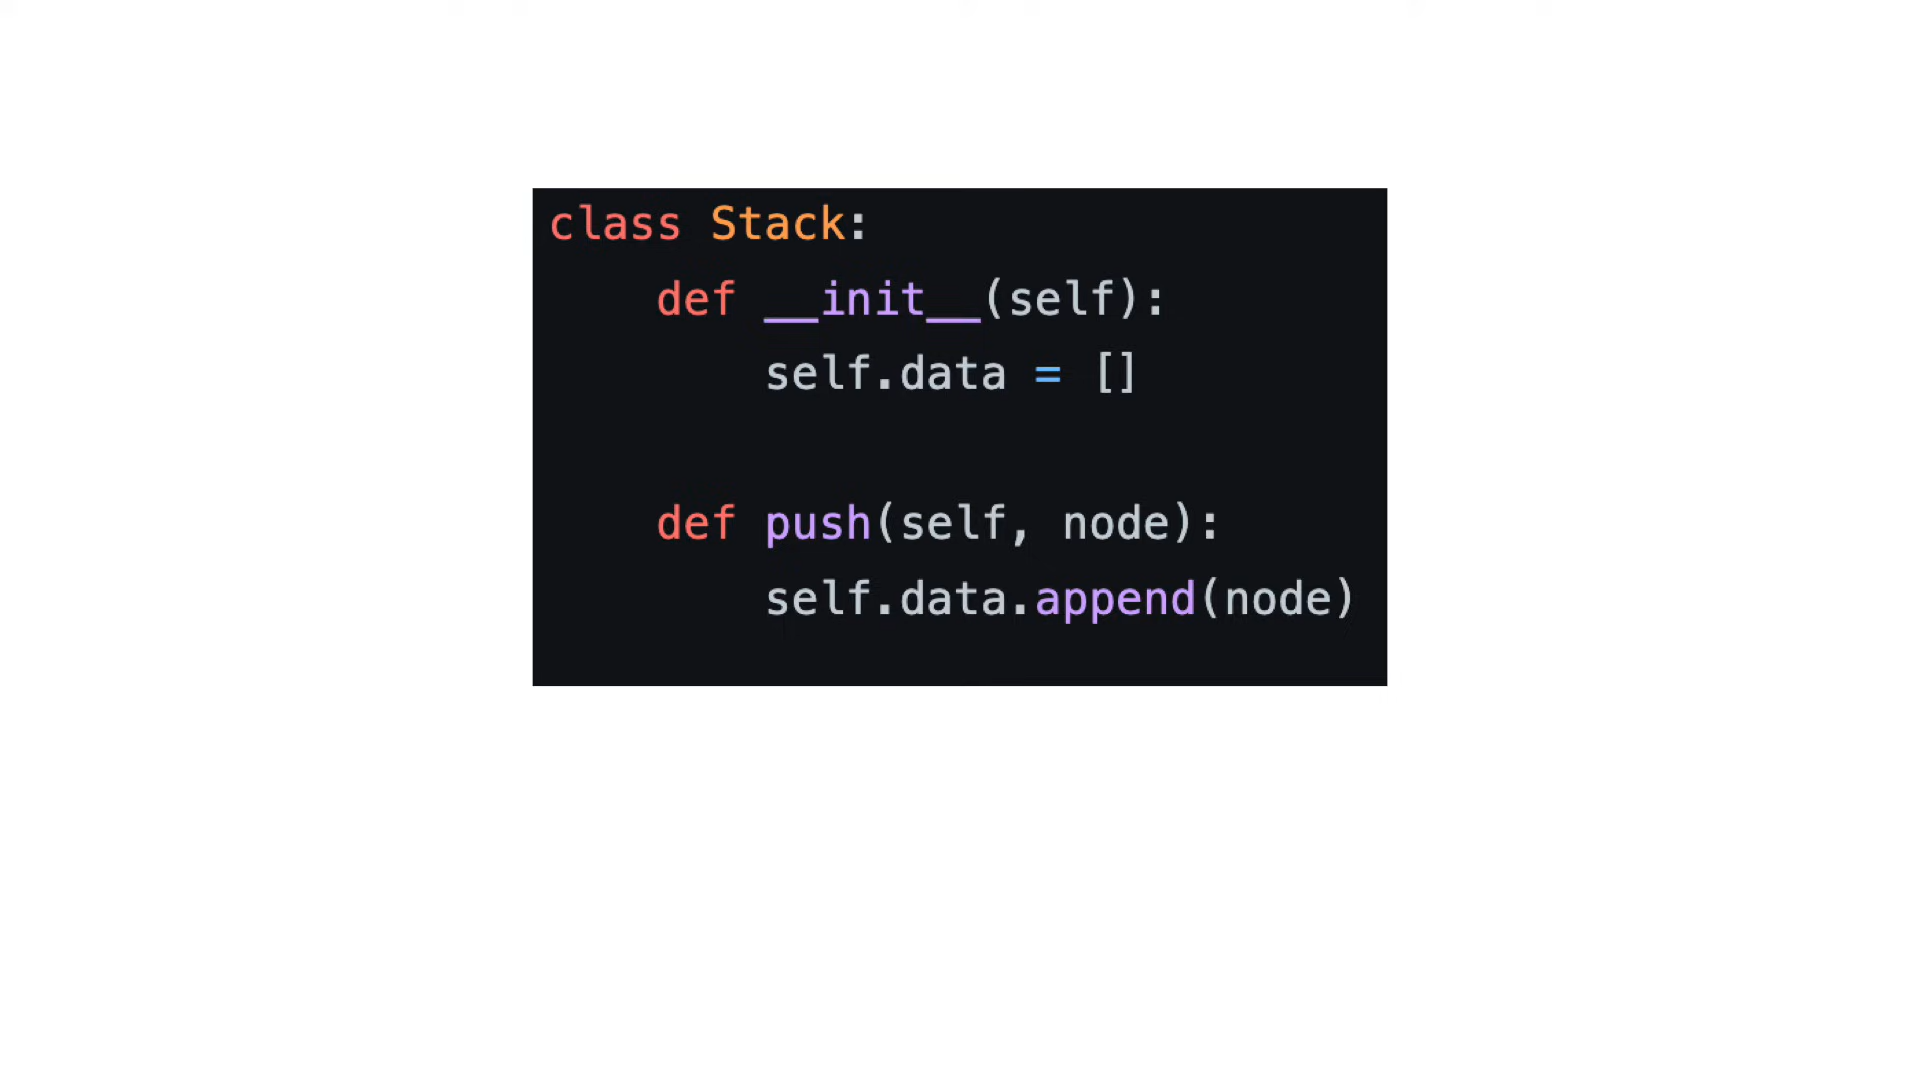 class Stack:
    def __init__(self):
        self.data = []
    def push(self, node):
        self.data.append(node)